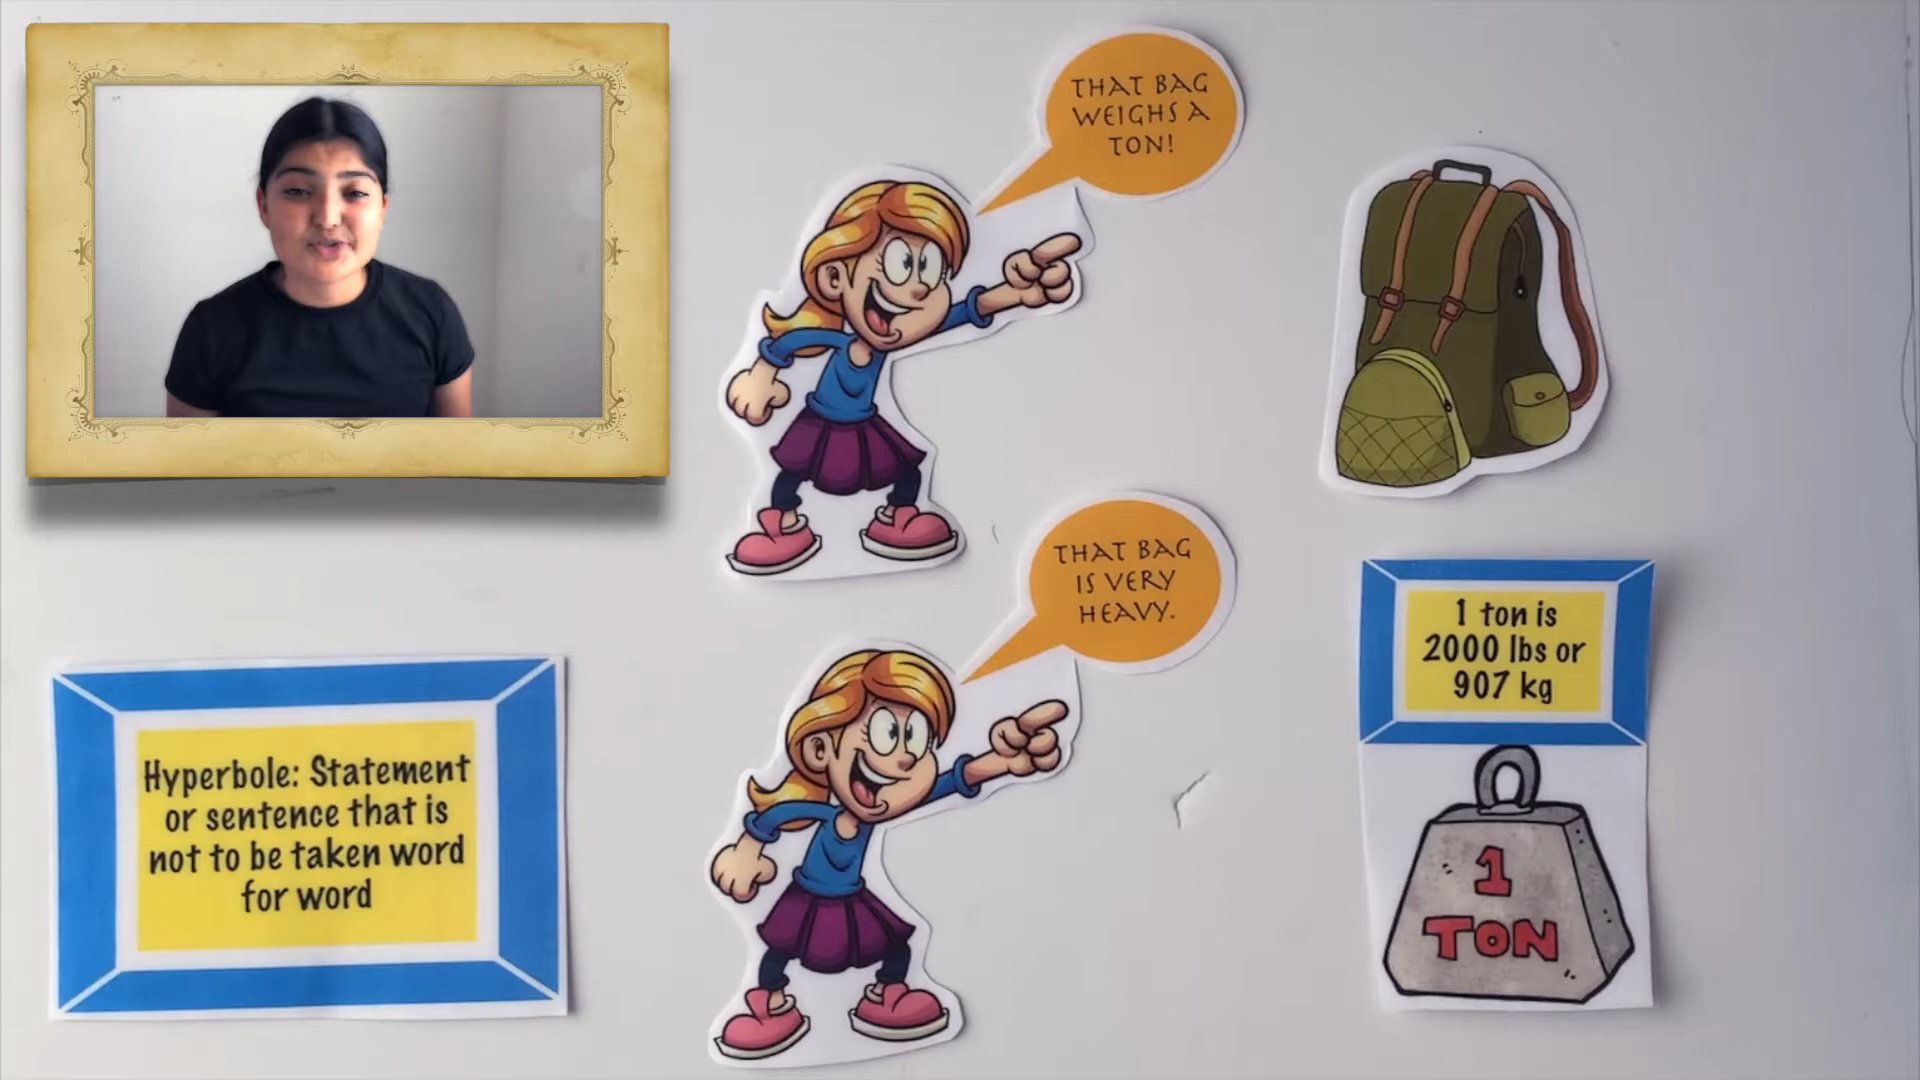 THAT BAG
WEIGHS A
TON!
THAT BAG
IS VERY
HEAVY.
1 ton is
2000 lbs or
907 kg
1
TON
Hyperbole: Statement
or sentence that is
not to be taken word
for word